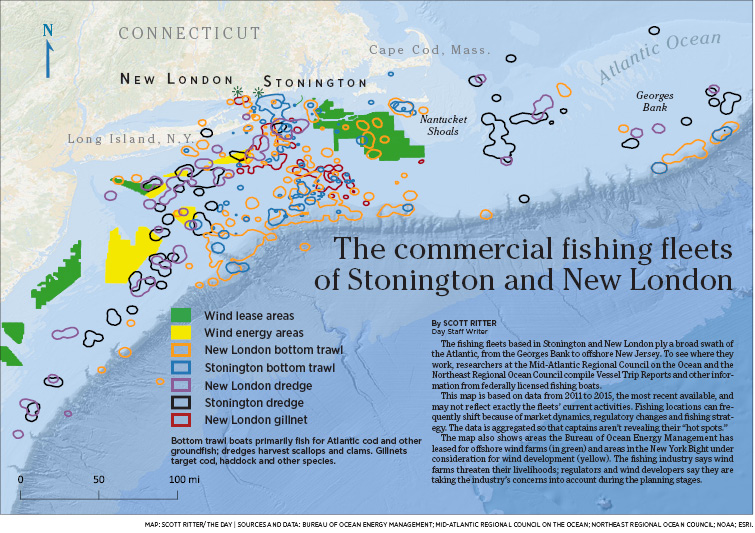 N
CONNECTICUT
Cape Cod, Mass.
Atlantic Ocean
NEW LONDON
STONINGTON
Georges
Bank
Nantucket
Shoals
Long Island, N.Y.
The commercial fishing fleets
of Stonington and New London
Wind lease areas
Wind energy areas
New London bottom trawl
Stonington bottom trawl
New London dredge
Stonington dredge
New London gillnet
Bottom trawl boats primarily fish for Atlantic cod and other
groundfish; dredges harvest scallops and clams. Gillnets
target cod, haddock and other species.
0 50 100 mi
By SCOTT RITTER
Day Staff Writer
The fishing fleets based in Stonington and New London ply a broad swath of
the Atlantic, from the Georges Bank to offshore New Jersey. To see where they
work, researchers at the Mid-Atlantic Regional Council on the Ocean and the
Northeast Regional Ocean Council compile Vessel Trip Reports and other infor-
mation from federally licensed fishing boats.
This map is based on data from 2011 to 2015, the most recent available, and
may not reflect exactly the fleets' current activities. Fishing locations can fre-
quently shift because of market dynamics, regulatory changes and fishing strat-
egy. The data is aggregated so that captains aren't revealing their "hot spots."
The map also shows areas the Bureau of Ocean Energy Management has
leased for offshore wind farms (in green) and areas in the New York Bight under
consideration for wind development (yellow). The fishing industry says wind
farms threaten their livelihoods; regulators and wind developers say they are
taking the industry's concerns into account during the planning stages.
MAP: SCOTT RITTER/THE DAY | SOURCES AND DATA: BUREAU OF OCEAN ENERGY MANAGEMENT; MID-ATLANTIC REGIONAL COUNCIL ON THE OCEAN; NORTHEAST REGIONAL OCEAN COUNCIL; NOAA; ESRI.